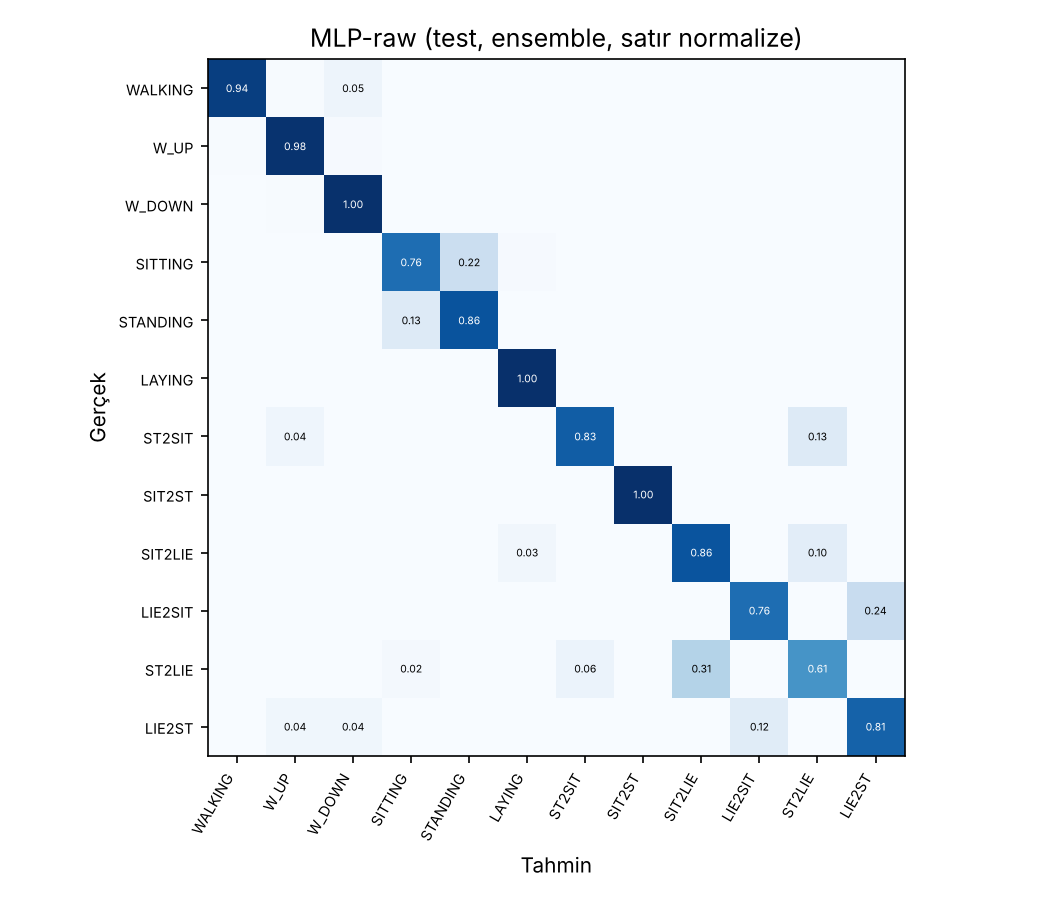 MLP-raw (test, ensemble, satır normalize)
WALKING 0.94 0.05
W_UP 0.98
W_DOWN 1.00
SITTING 0.76 0.22
STANDING 0.13 0.86
LAYING 1.00
ST2SIT 0.04 0.83 0.13
SIT2ST 1.00
SIT2LIE 0.03 0.86 0.10
LIE2SIT 0.76 0.24
ST2LIE 0.02 0.06 0.31 0.61
LIE2ST 0.04 0.04 0.12 0.81
Gerçek
WALKING W_UP W_DOWN SITTING STANDING LAYING ST2SIT SIT2ST SIT2LIE LIE2SIT ST2LIE LIE2ST
Tahmin